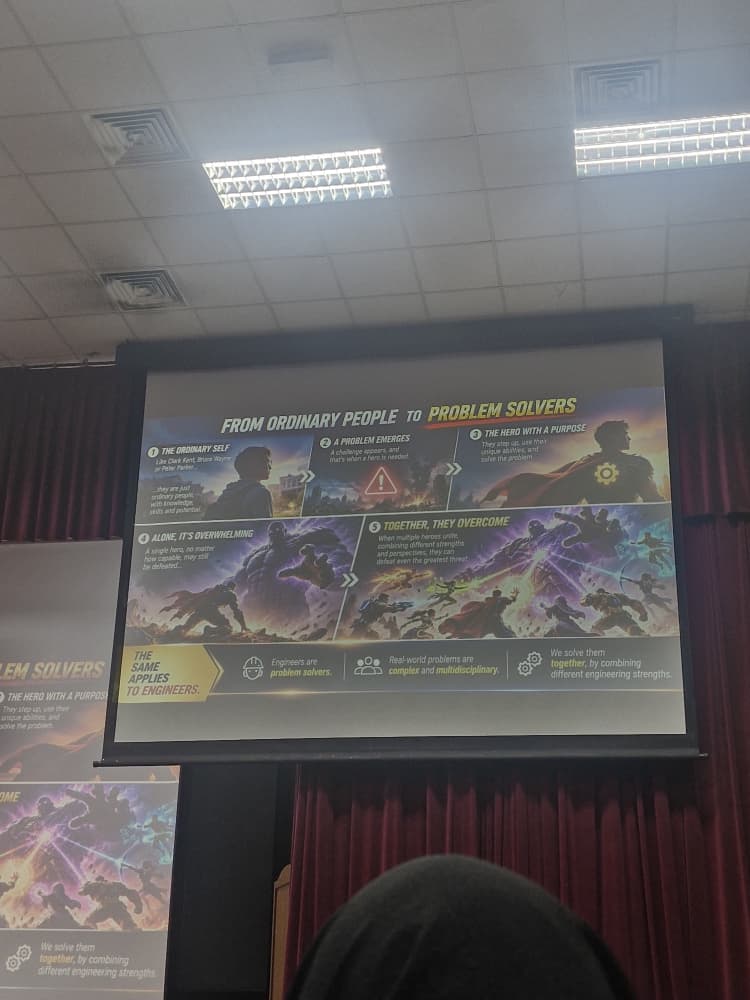 FROM ORDINARY PEOPLE TO PROBLEM SOLVERS
1 THE ORDINARY SELF
Like Clark Kent, Bruce Wayne
or Peter Parker...
...they are just
ordinary people,
with knowledge,
skills and potential.
2 A PROBLEM EMERGES
A challenge appears, and
that's when a hero is needed.
3 THE HERO WITH A PURPOSE
They step up, use their
unique abilities, and
solve the problem.
4 ALONE, IT'S OVERWHELMING
A single hero, no matter
how capable, may still
be defeated...
5 TOGETHER, THEY OVERCOME
When multiple heroes unite,
combining different strengths
and perspectives, they can
defeat even the greatest threat.
THE
SAME
APPLIES
TO ENGINEERS.
Engineers are
problem solvers.
Real-world problems are
complex and multidisciplinary.
We solve them
together, by combining
different engineering strengths.
LEM SOLVERS
THE HERO WITH A PURPOS
They step up, use their
unique abilities, and
solve the problem.
OME
We solve them
together, by combining
different engineering strengths.